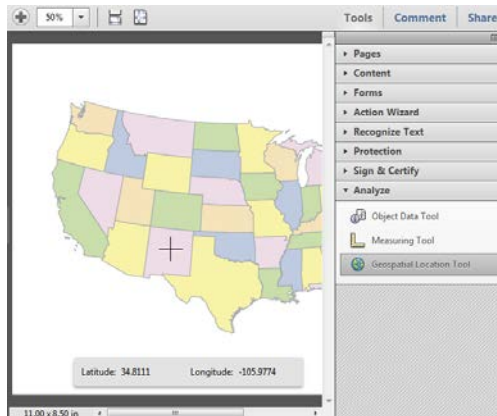 50%
Tools Comment Share
Pages
Content
Forms
Action Wizard
Recognize Text
Protection
Sign & Certify
Analyze
Object Data Tool
Measuring Tool
Geospatial Location Tool
Latitude: 34.8111 Longitude: -105.9774
11.00 x 8.50 in